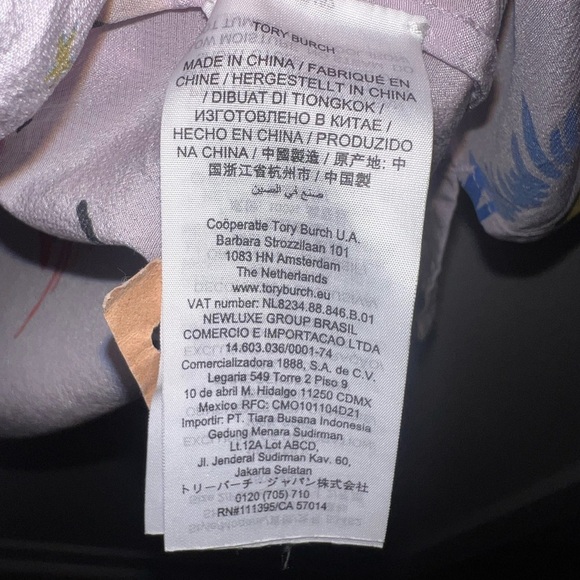 TORY BURCH
MADE IN CHINA / FABRIQUÉ EN
CHINE / HERGESTELLT IN CHINA
/ DIBUAT DI TIONGKOK /
ИЗГОТОВЛЕНО В КИТАЕ /
HECHO EN CHINA / PRODUZIDO
NA CHINA / 中國製造 / 原产地: 中
国浙江省杭州市 / 中国製
صنع في الصين
Coöperatie Tory Burch U.A.
Barbara Strozzilaan 101
1083 HN Amsterdam
The Netherlands
www.toryburch.eu
VAT number: NL8234.88.846.B.01
NEWLUXE GROUP BRASIL
COMERCIO E IMPORTACAO LTDA
14.603.036/0001-74
Comercializadora 1888, S.A. de C.V.
Legaria 549 Torre 2 Piso 9
10 de abril M. Hidalgo 11250 CDMX
Mexico RFC: CMO101104D21
Importir: PT. Tiara Busana Indonesia
Gedung Menara Sudirman
Lt.12A Lot ABCD,
Jl. Jenderal Sudirman Kav. 60,
Jakarta Selatan
トリーバーチ・ジャパン株式会社
0120 (705) 710
RN#111395/CA 57014